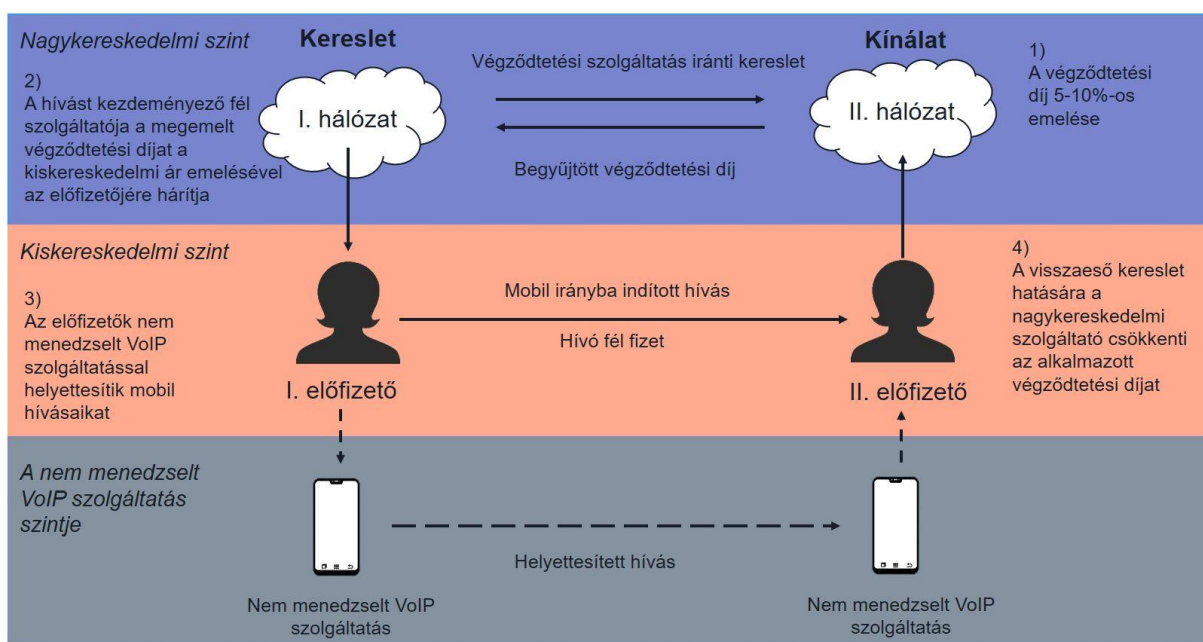 Nagykereskedelmi szint
Kereslet
Kínálat
2)
A hívást kezdeményező fél
szolgáltatója a megemelt
végződtetési díjat a
kiskereskedelmi ár emelésével
az előfizetőjére hárítja
I. hálózat
Végződtetési szolgáltatás iránti kereslet
Begyűjtött végződtetési díj
II. hálózat
1)
A végződtetési
díj 5-10%-os
emelése
Kiskereskedelmi szint
3)
Az előfizetők nem
menedzselt VoIP
szolgáltatással
helyettesítik mobil
hívásaikat
I. előfizető
Mobil irányba indított hívás
Hívó fél fizet
II. előfizető
4)
A visszaeső kereslet
hatására a
nagykereskedelmi
szolgáltató csökkenti
az alkalmazott
végződtetési díjat
A nem menedzselt
VoIP szolgáltatás
szintje
Helyettesített hívás
Nem menedzselt VoIP
szolgáltatás
Nem menedzselt VoIP
szolgáltatás